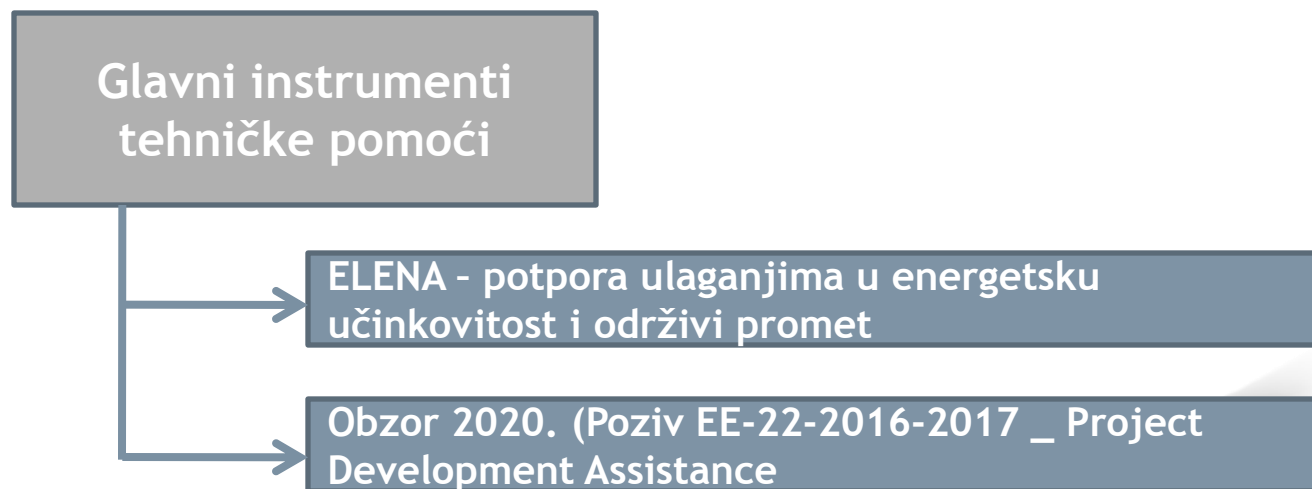 Glavni instrumenti
tehničke pomoći
ELENA – potpora ulaganjima u energetsku
učinkovitost i održivi promet
Obzor 2020. (Poziv EE-22-2016-2017 _ Project
Development Assistance